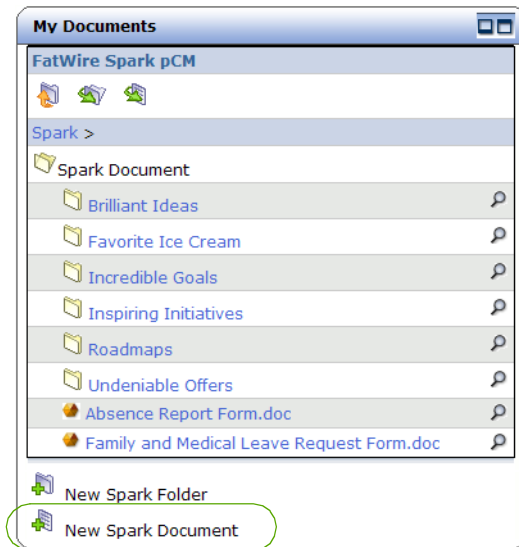 My Documents
FatWire Spark pCM
Spark >
Spark Document
Brilliant Ideas
Favorite Ice Cream
Incredible Goals
Inspiring Initiatives
Roadmaps
Undeniable Offers
Absence Report Form.doc
Family and Medical Leave Request Form.doc
New Spark Folder
New Spark Document